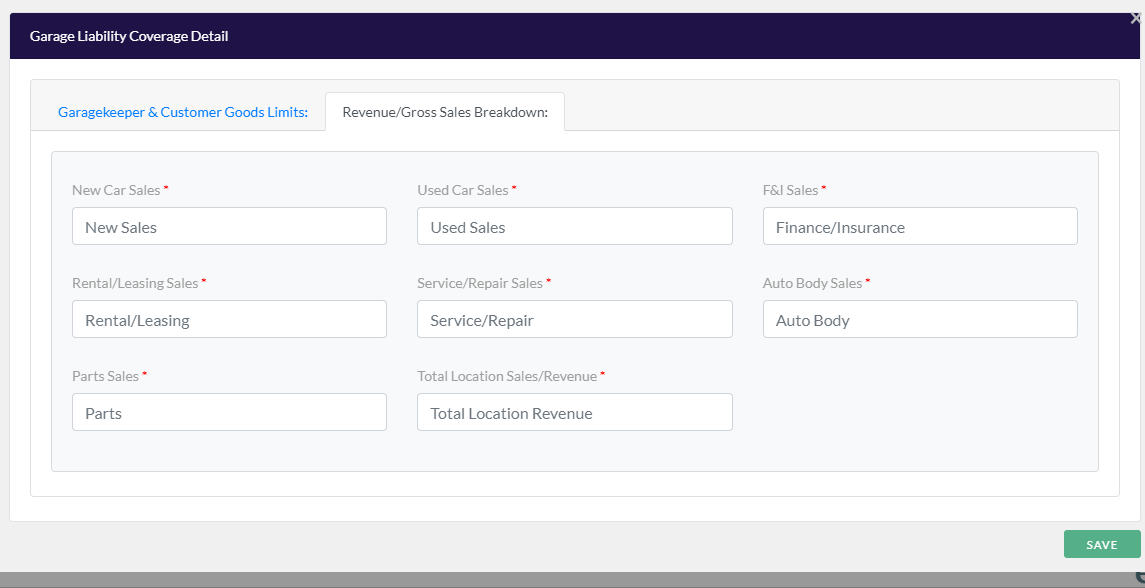 Garage Liability Coverage Detail
Garagekeeper & Customer Goods Limits: Revenue/Gross Sales Breakdown:
New Car Sales * Used Car Sales * F&I Sales *
New Sales Used Sales Finance/Insurance
Rental/Leasing Sales * Service/Repair Sales * Auto Body Sales *
Rental/Leasing Service/Repair Auto Body
Parts Sales * Total Location Sales/Revenue *
Parts Total Location Revenue
SAVE